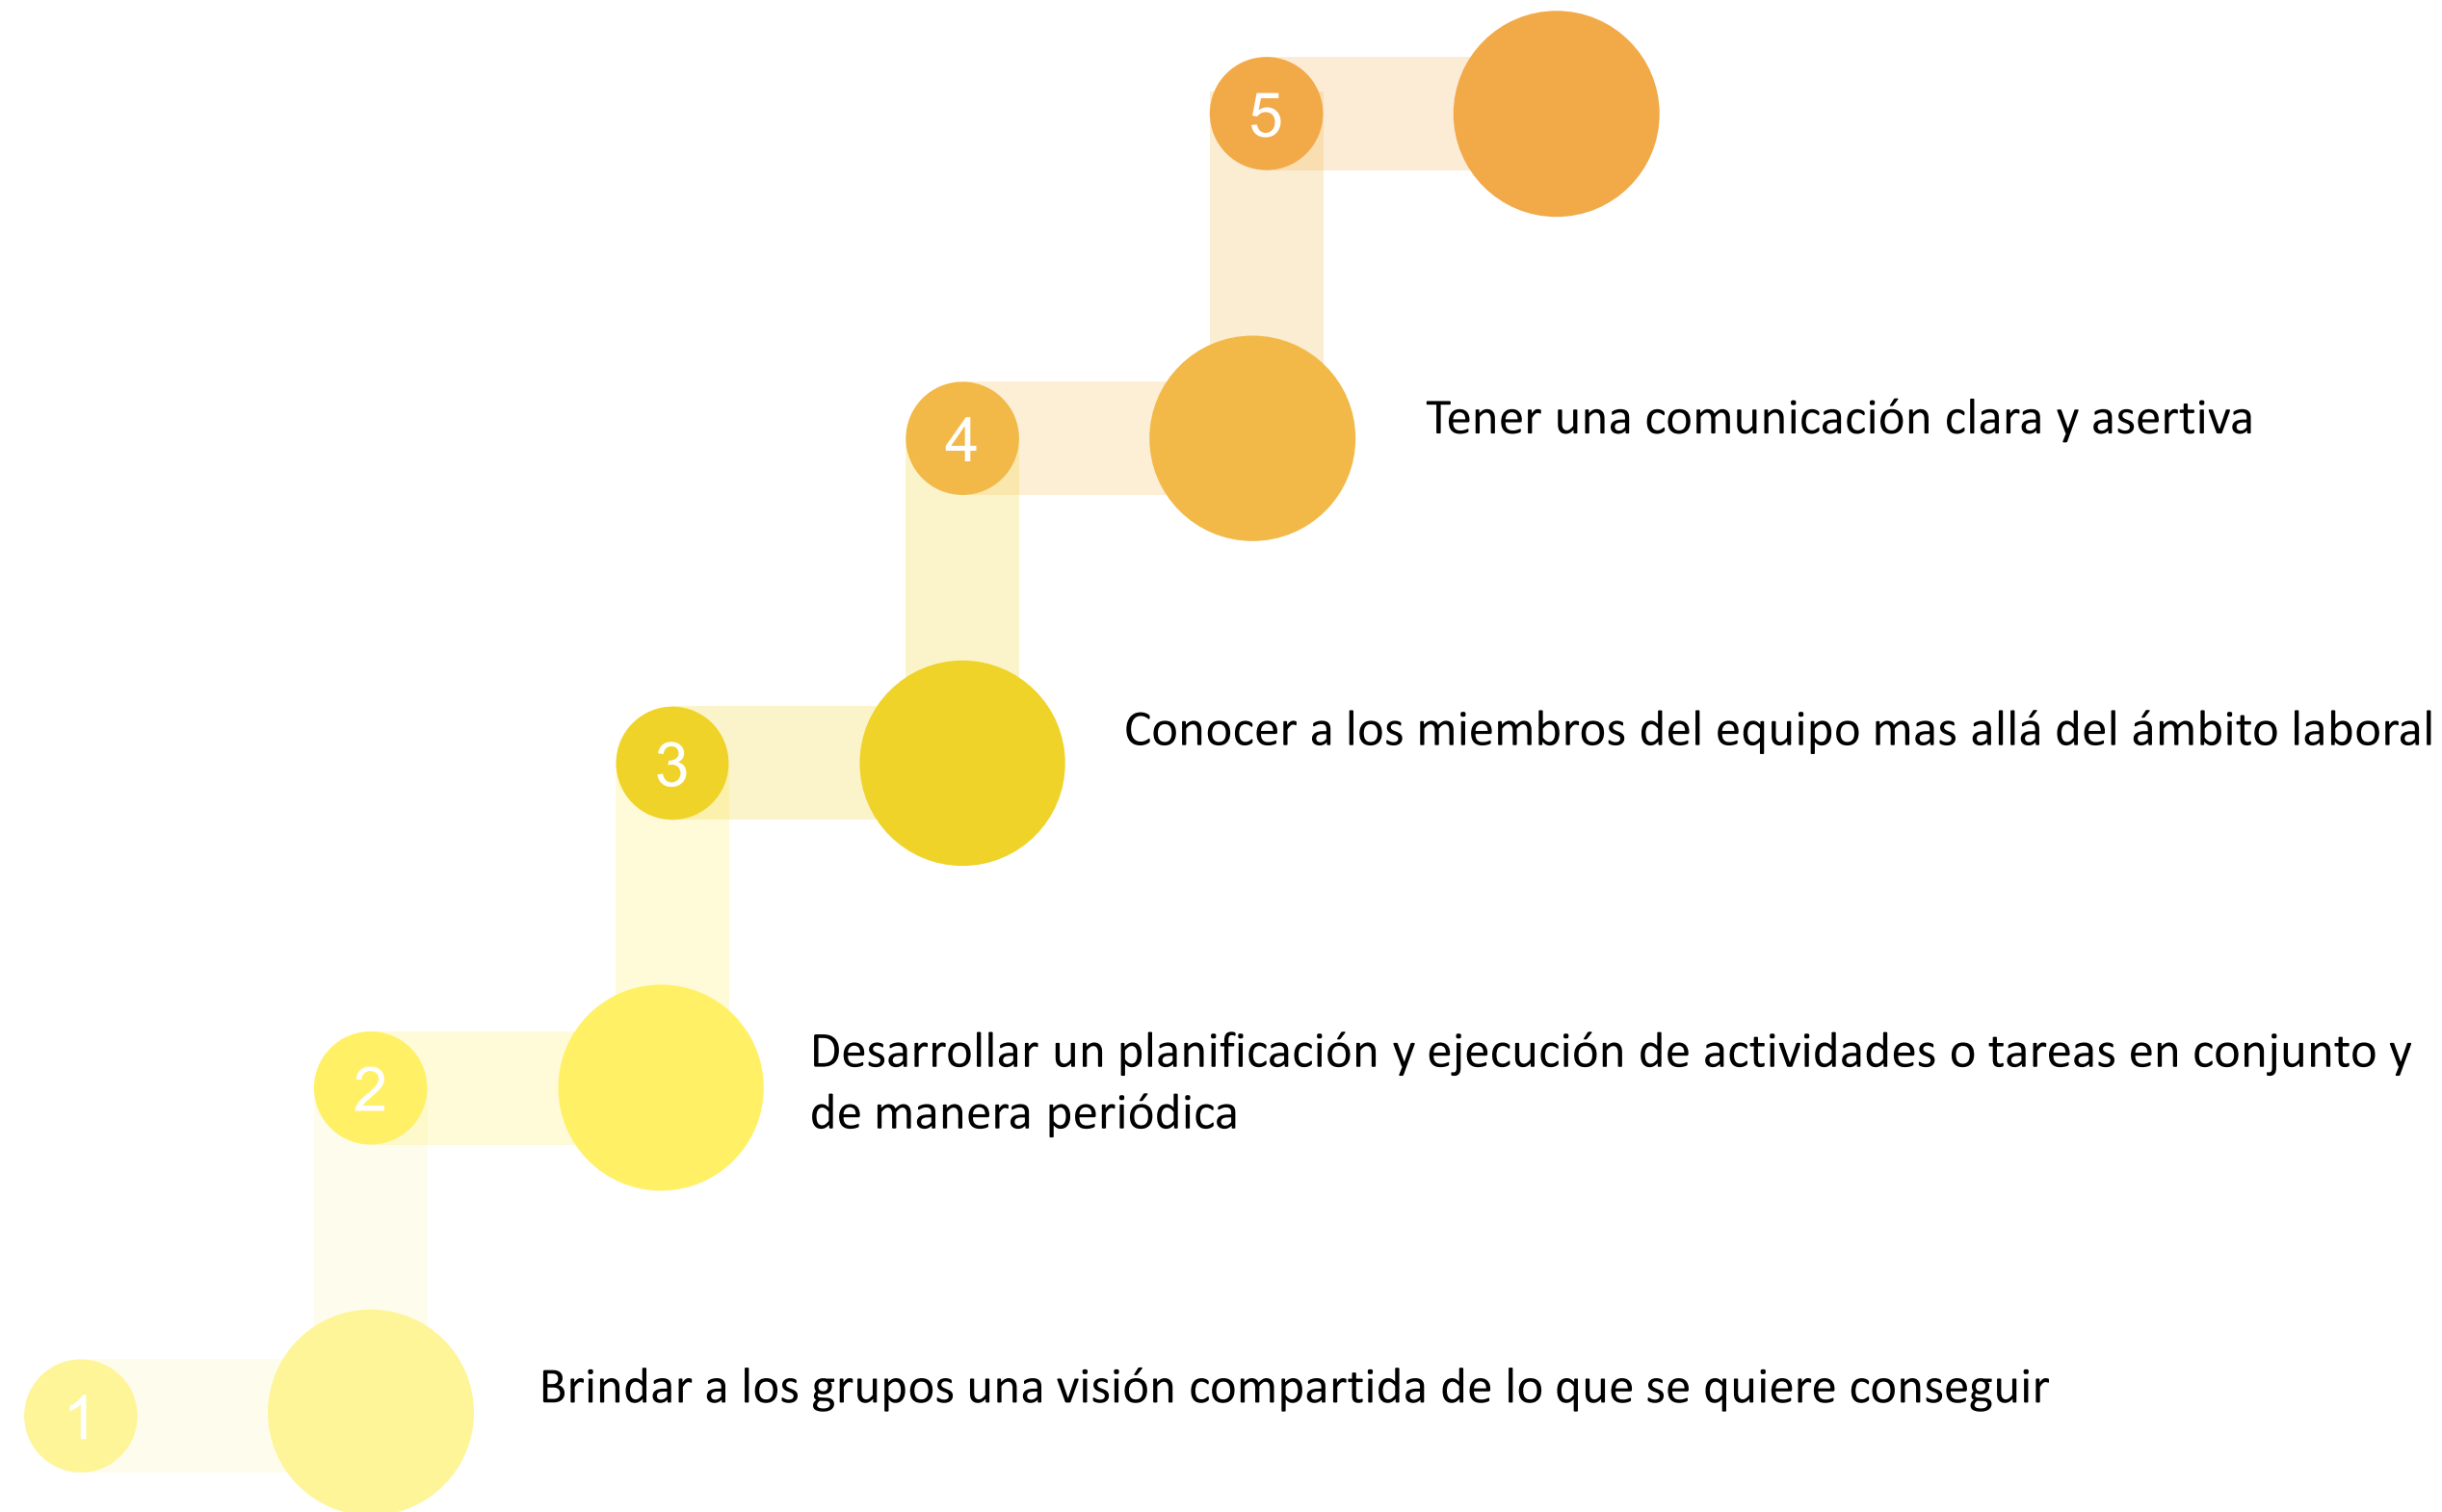 5
4
Tener una comunicación clara y asertiva
3
Conocer a los miembros del equipo mas allá del ámbito laboral
2
Desarrollar un planificación y ejecución de actividades o tareas en conjunto y
de manera periódica
1
Brindar a los grupos una visión compartida de lo que se quiere conseguir